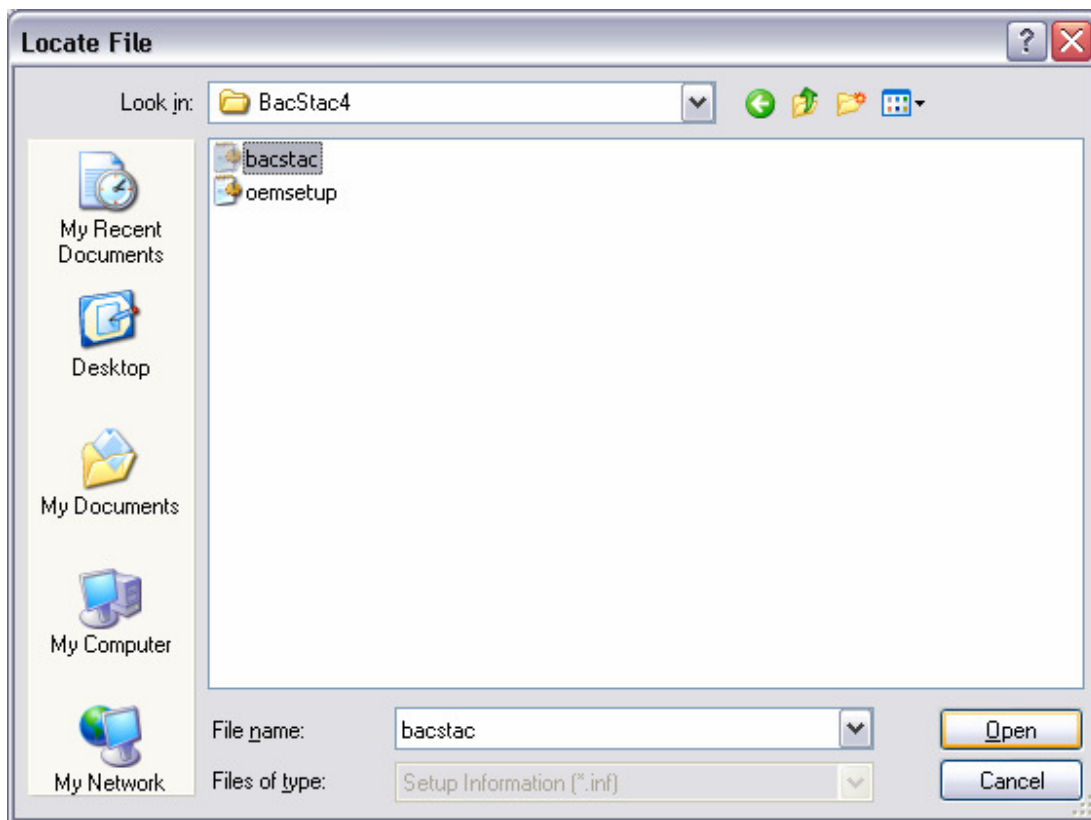 Locate File
Look in:
BacStac4
bacstac
oemsetup
My Recent
Documents
Desktop
My Documents
My Computer
My Network
File name:
bacstac
Open
Files of type:
Setup Information (*.inf)
Cancel